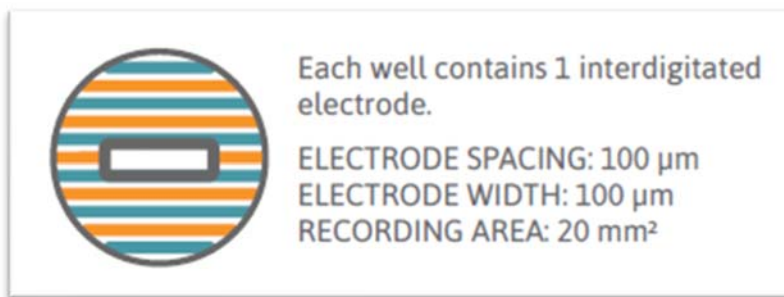 Each well contains 1 interdigitated
electrode.
ELECTRODE SPACING: 100 µm
ELECTRODE WIDTH: 100 µm
RECORDING AREA: 20 mm²